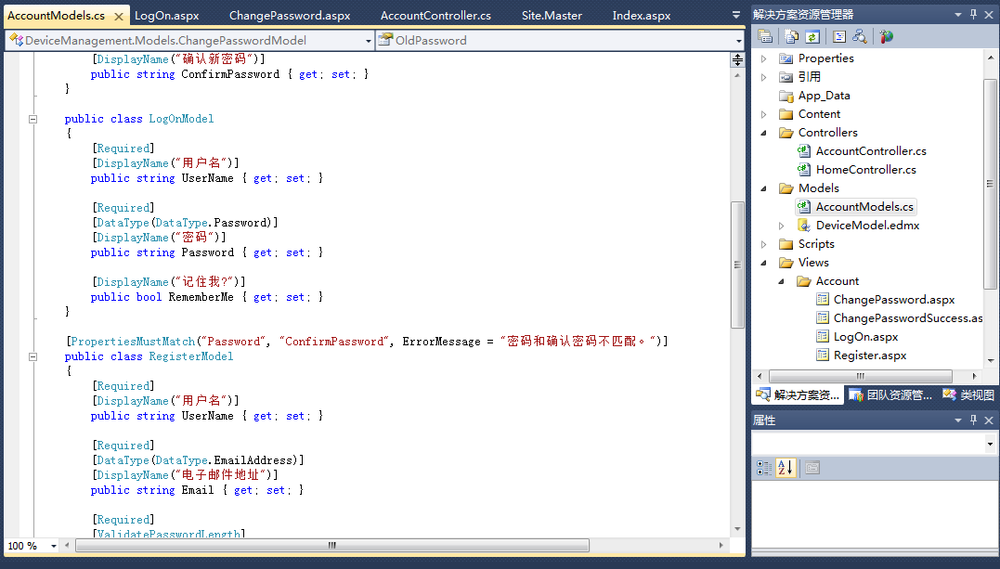 AccountModels.cs LogOn.aspx ChangePassword.aspx AccountController.cs Site.Master Index.aspx
DeviceManagement.Models.ChangePasswordModel OldPassword
[DisplayName("确认新密码")]
public string ConfirmPassword { get; set; }
}
public class LogOnModel
{
[Required]
[DisplayName("用户名")]
public string UserName { get; set; }
[Required]
[DataType(DataType.Password)]
[DisplayName("密码")]
public string Password { get; set; }
[DisplayName("记住我?")]
public bool RememberMe { get; set; }
}
[PropertiesMustMatch("Password", "ConfirmPassword", ErrorMessage = "密码和确认密码不匹配。")]
public class RegisterModel
{
[Required]
[DisplayName("用户名")]
public string UserName { get; set; }
[Required]
[DataType(DataType.EmailAddress)]
[DisplayName("电子邮件地址")]
public string Email { get; set; }
[Required]
[ValidatePasswordLength]
100 %
解决方案资源管理器
Properties
引用
App_Data
Content
Controllers
AccountController.cs
HomeController.cs
Models
AccountModels.cs
DeviceModel.edmx
Scripts
Views
Account
ChangePassword.aspx
ChangePasswordSuccess.as
LogOn.aspx
Register.aspx
解决方案资... 团队资源管... 类视图
属性